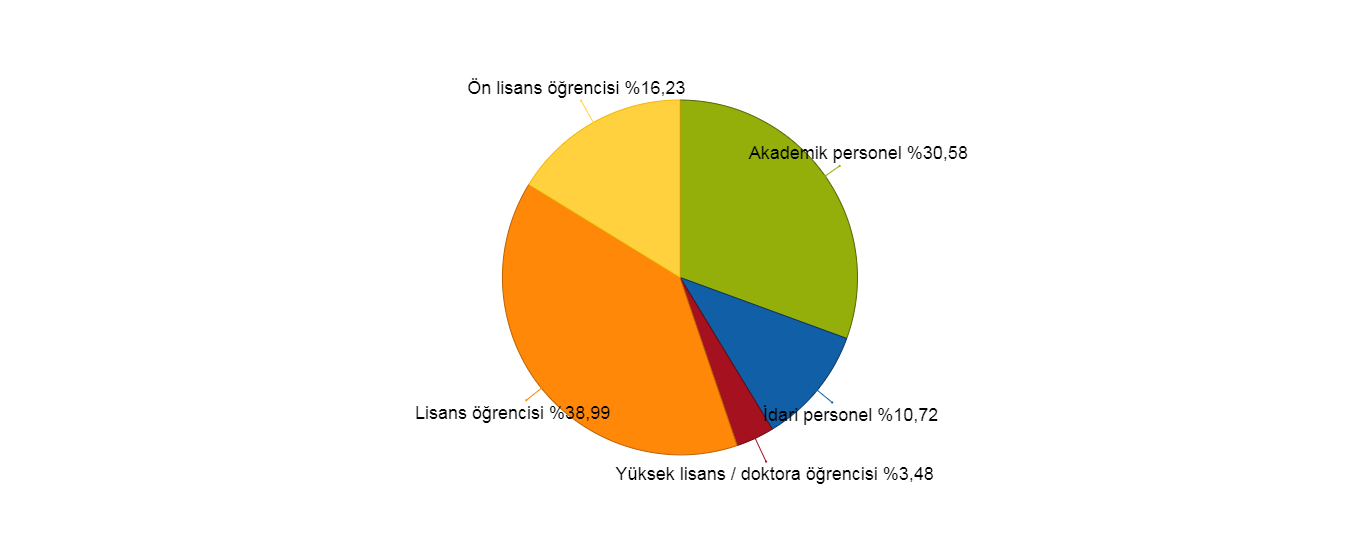 Ön lisans öğrencisi %16,23
Akademik personel %30,58
Lisans öğrencisi %38,99
İdari personel %10,72
Yüksek lisans / doktora öğrencisi %3,48